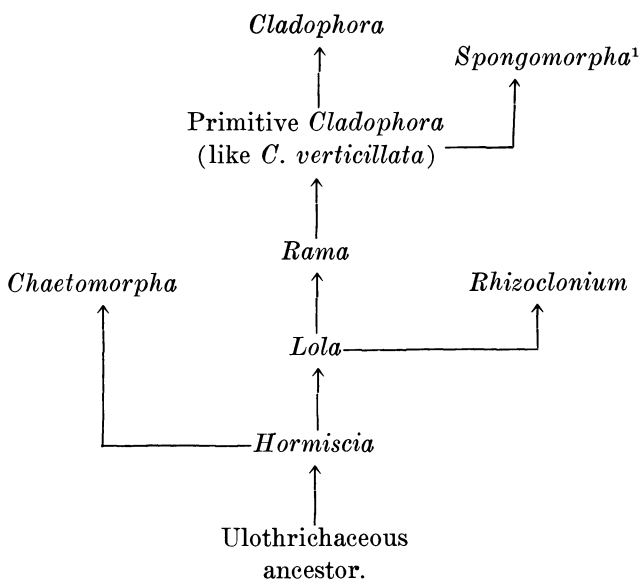 Cladophora
Spongomorpha¹
Primitive Cladophora
(like C. verticillata)
Rama
Chaetomorpha
Rhizoclonium
Lola
Hormiscia
Ulothrichaceous
ancestor.